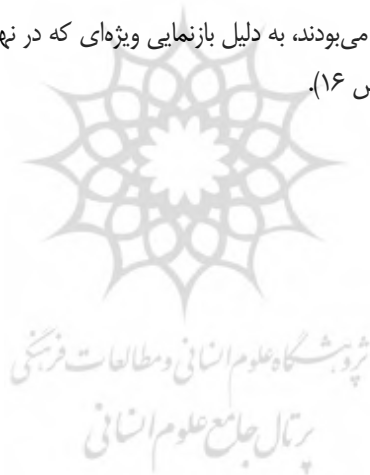 می‌بودند، به دلیل بازنمایی ویژه‌ای که در نه
س ۱۶).
پژوهشگاه علوم انسانی و مطالعات فرهنگی
پرتال جامع علوم انسانی